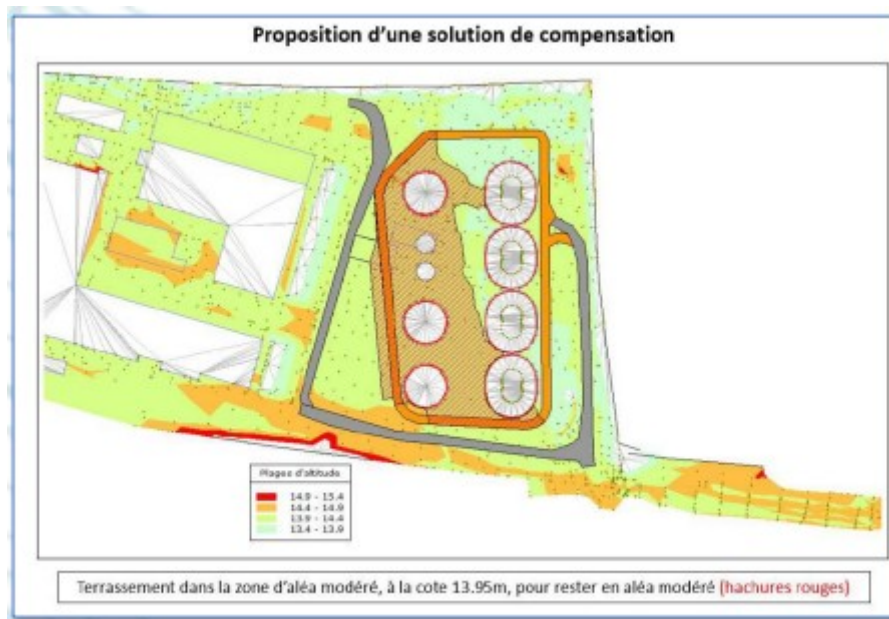 Proposition d'une solution de compensation
Plages d'altitude
14.9 - 15.4
14.4 - 14.9
13.9 - 14.4
13.4 - 13.9
Terrassement dans la zone d'aléa modéré, à la cote 13.95m, pour rester en aléa modéré (hachures rouges)